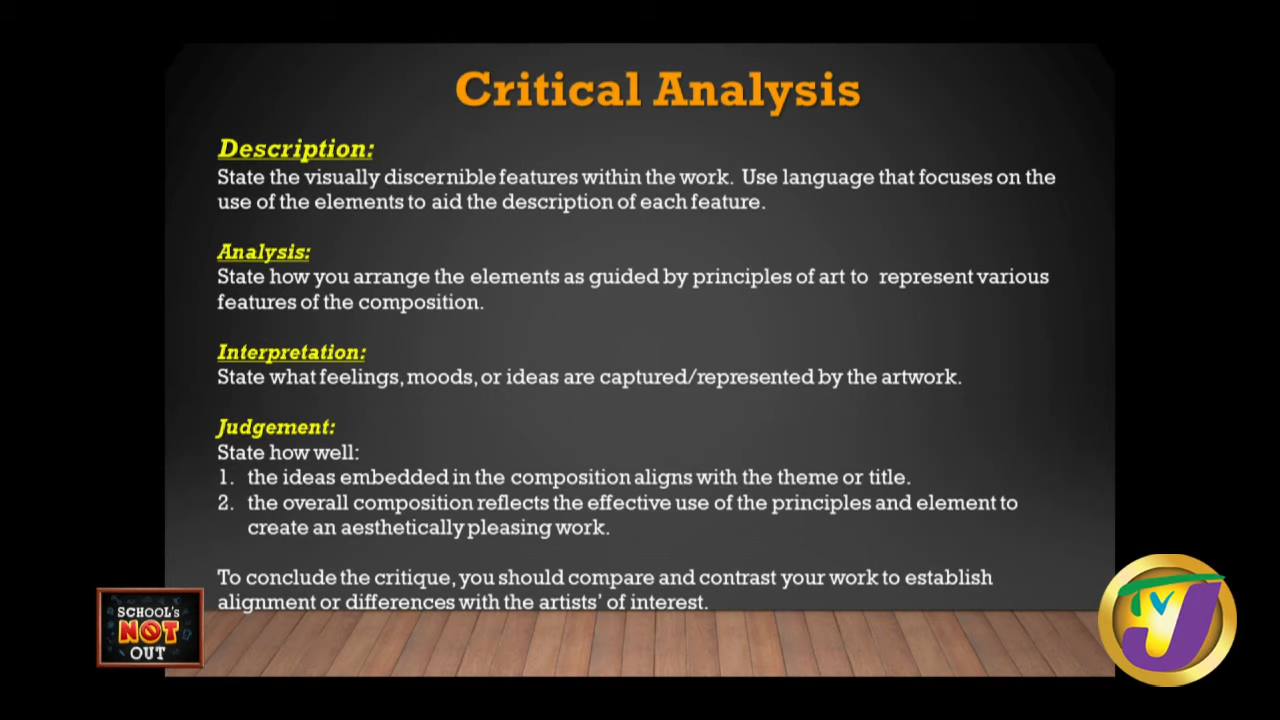 Critical Analysis
Description:
State the visually discernible features within the work. Use language that focuses on the
use of the elements to aid the description of each feature.
Analysis:
State how you arrange the elements as guided by principles of art to represent various
features of the composition.
Interpretation:
State what feelings, moods, or ideas are captured/represented by the artwork.
Judgement:
State how well:
1. the ideas embedded in the composition aligns with the theme or title.
2. the overall composition reflects the effective use of the principles and element to
create an aesthetically pleasing work.
To conclude the critique, you should compare and contrast your work to establish
alignment or differences with the artists' of interest.
SCHOOL's
NOT
OUT
TVJ